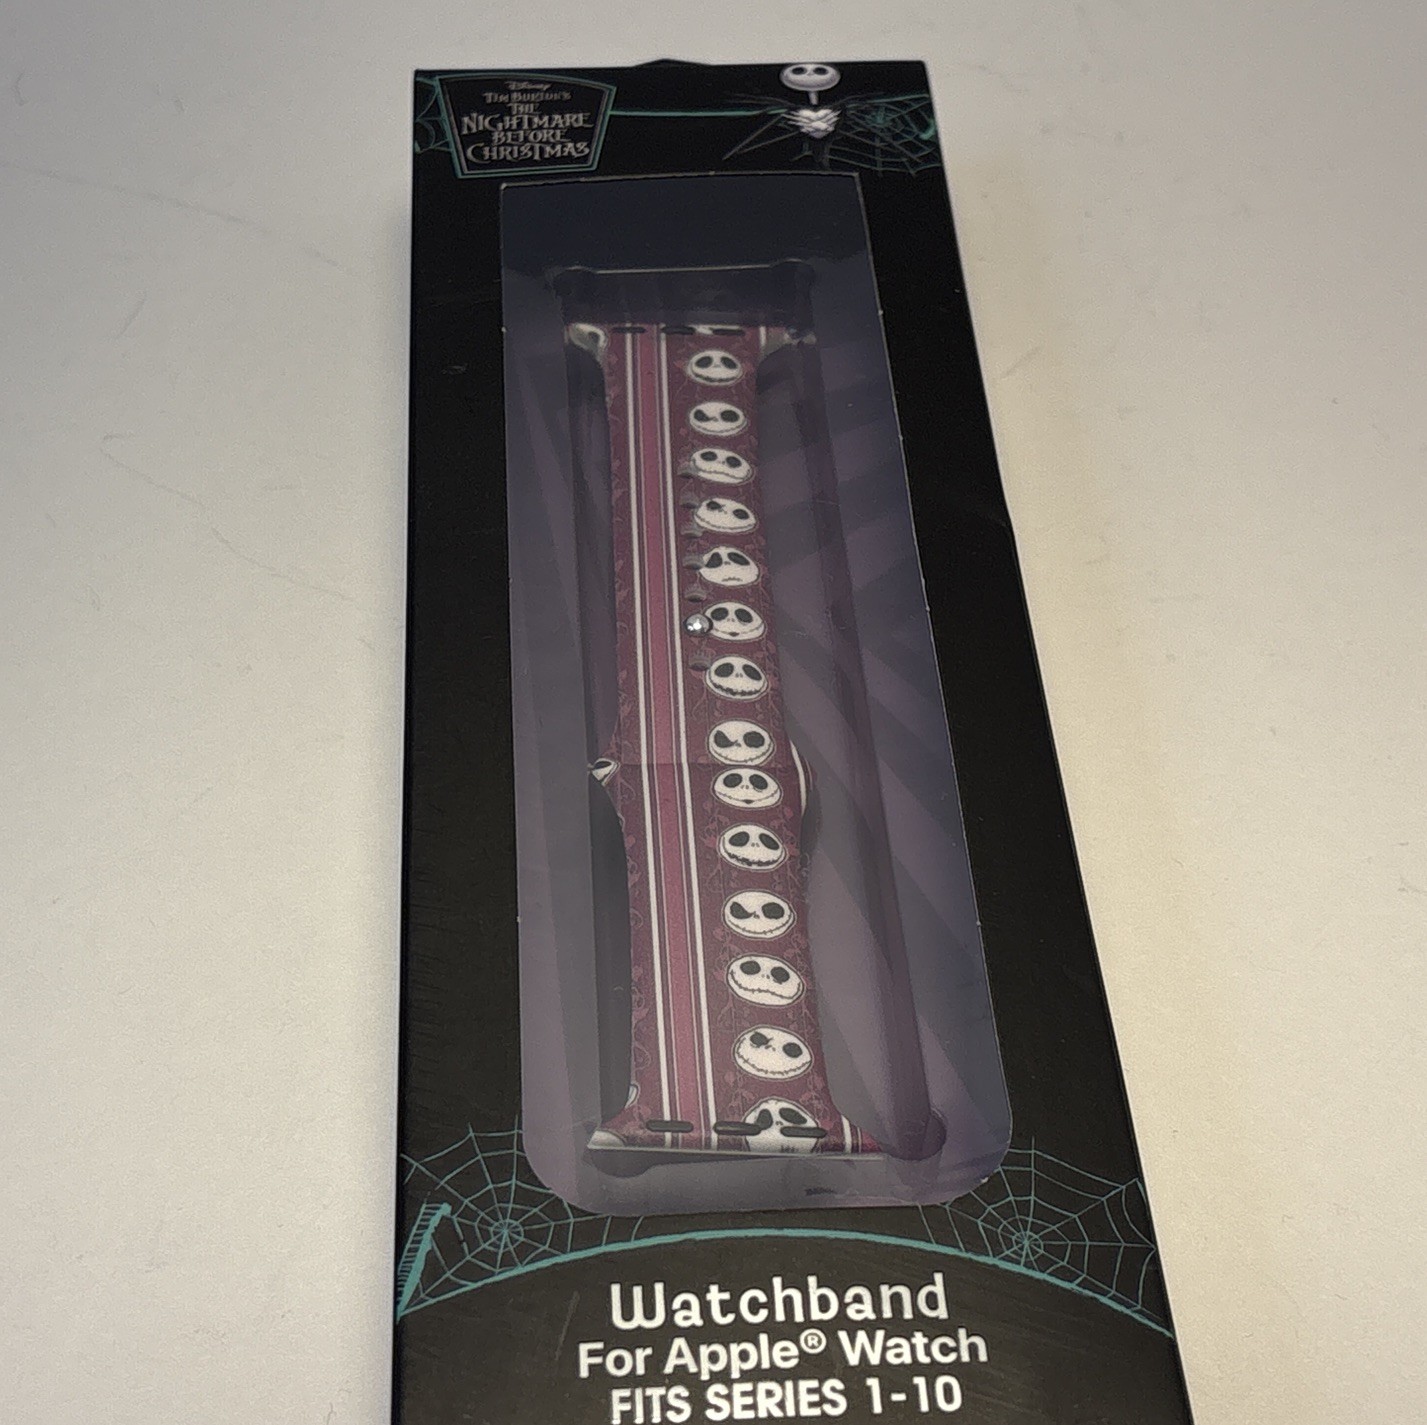 Disney
TIM BURTON'S
THE
NIGHTMARE
BEFORE
CHRISTMAS
Watchband
For Apple® Watch
FITS SERIES 1-10